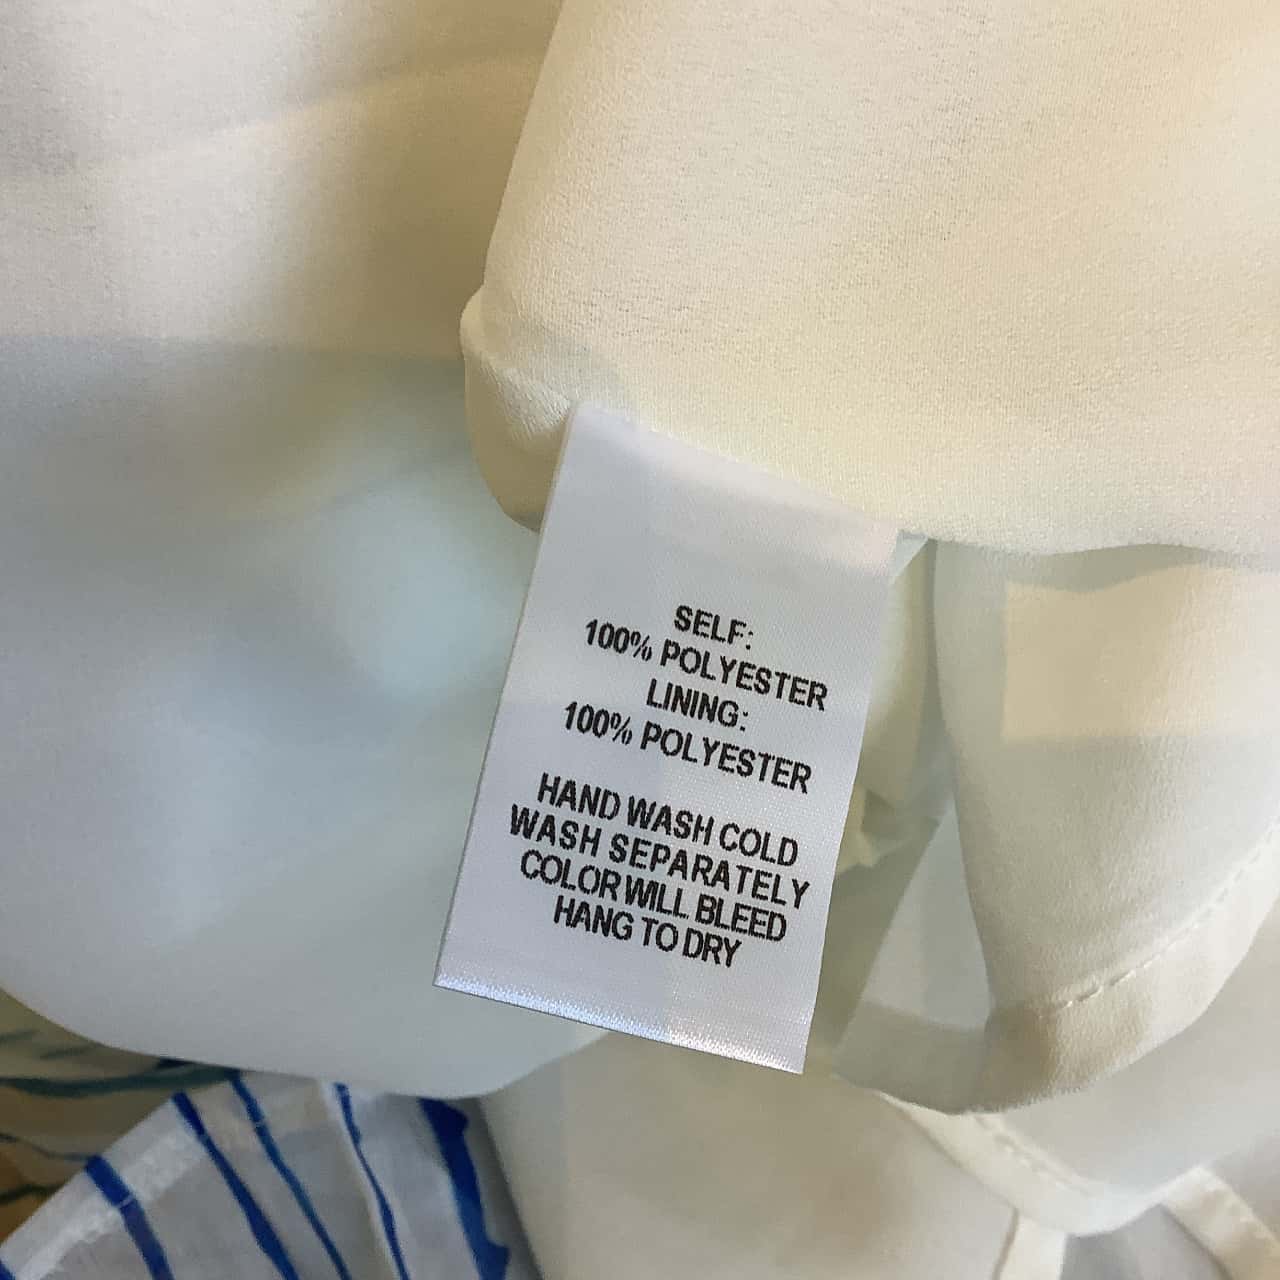 SELF:
100% POLYESTER
LINING:
100% POLYESTER
HAND WASH COLD
WASH SEPARATELY
COLOR WILL BLEED
HANG TO DRY